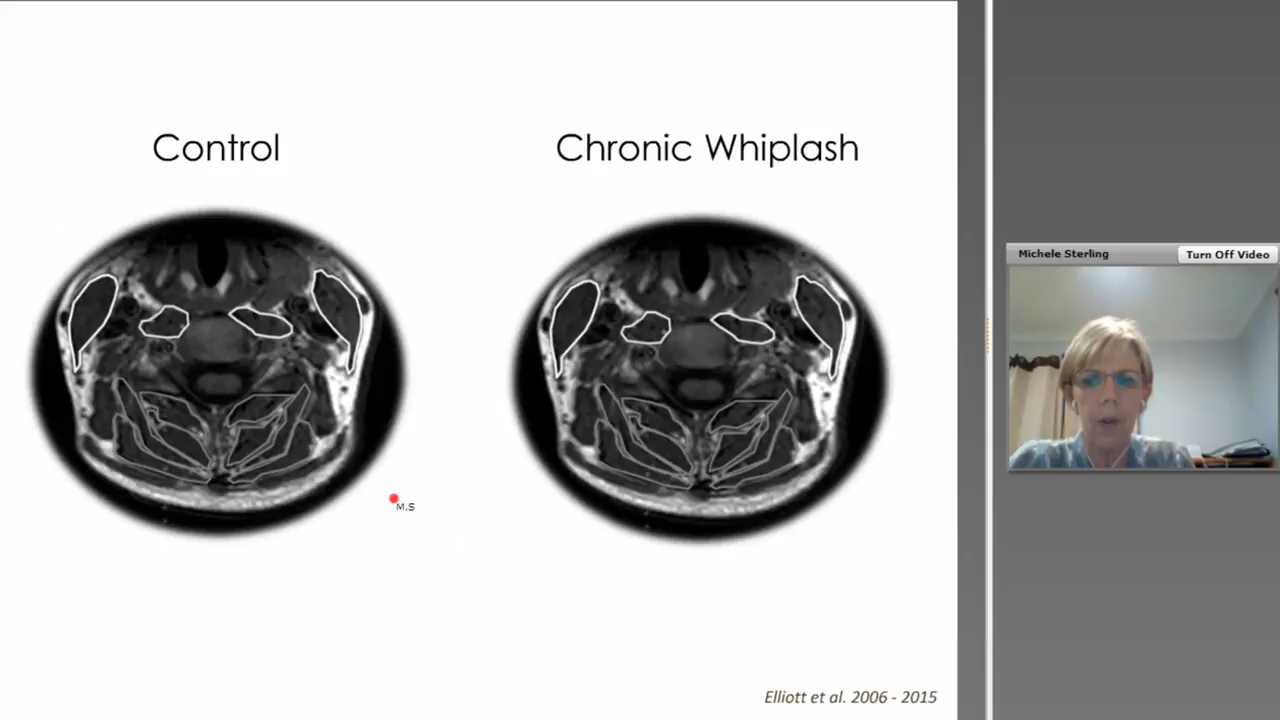 Control
Chronic Whiplash
M.S
Elliott et al. 2006 - 2015
Michele Sterling
Turn Off Video